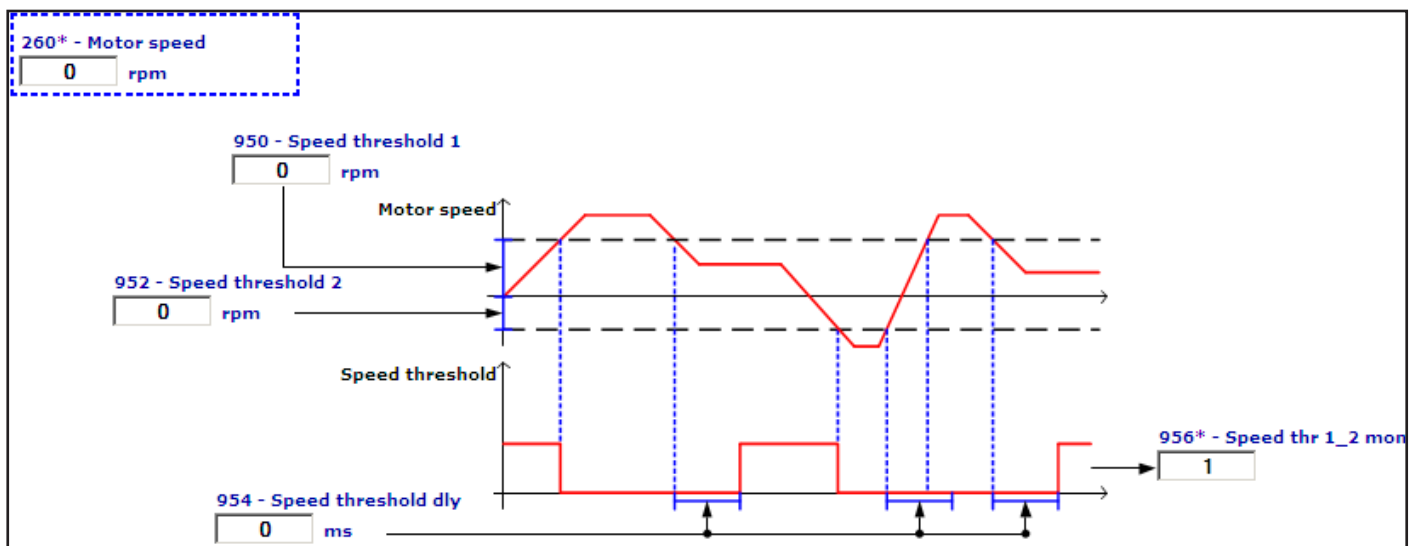 260* - Motor speed
0 rpm
950 - Speed threshold 1
0 rpm
Motor speed
952 - Speed threshold 2
0 rpm
Speed threshold
956* - Speed thr 1_2 mon
1
954 - Speed threshold dly
0 ms